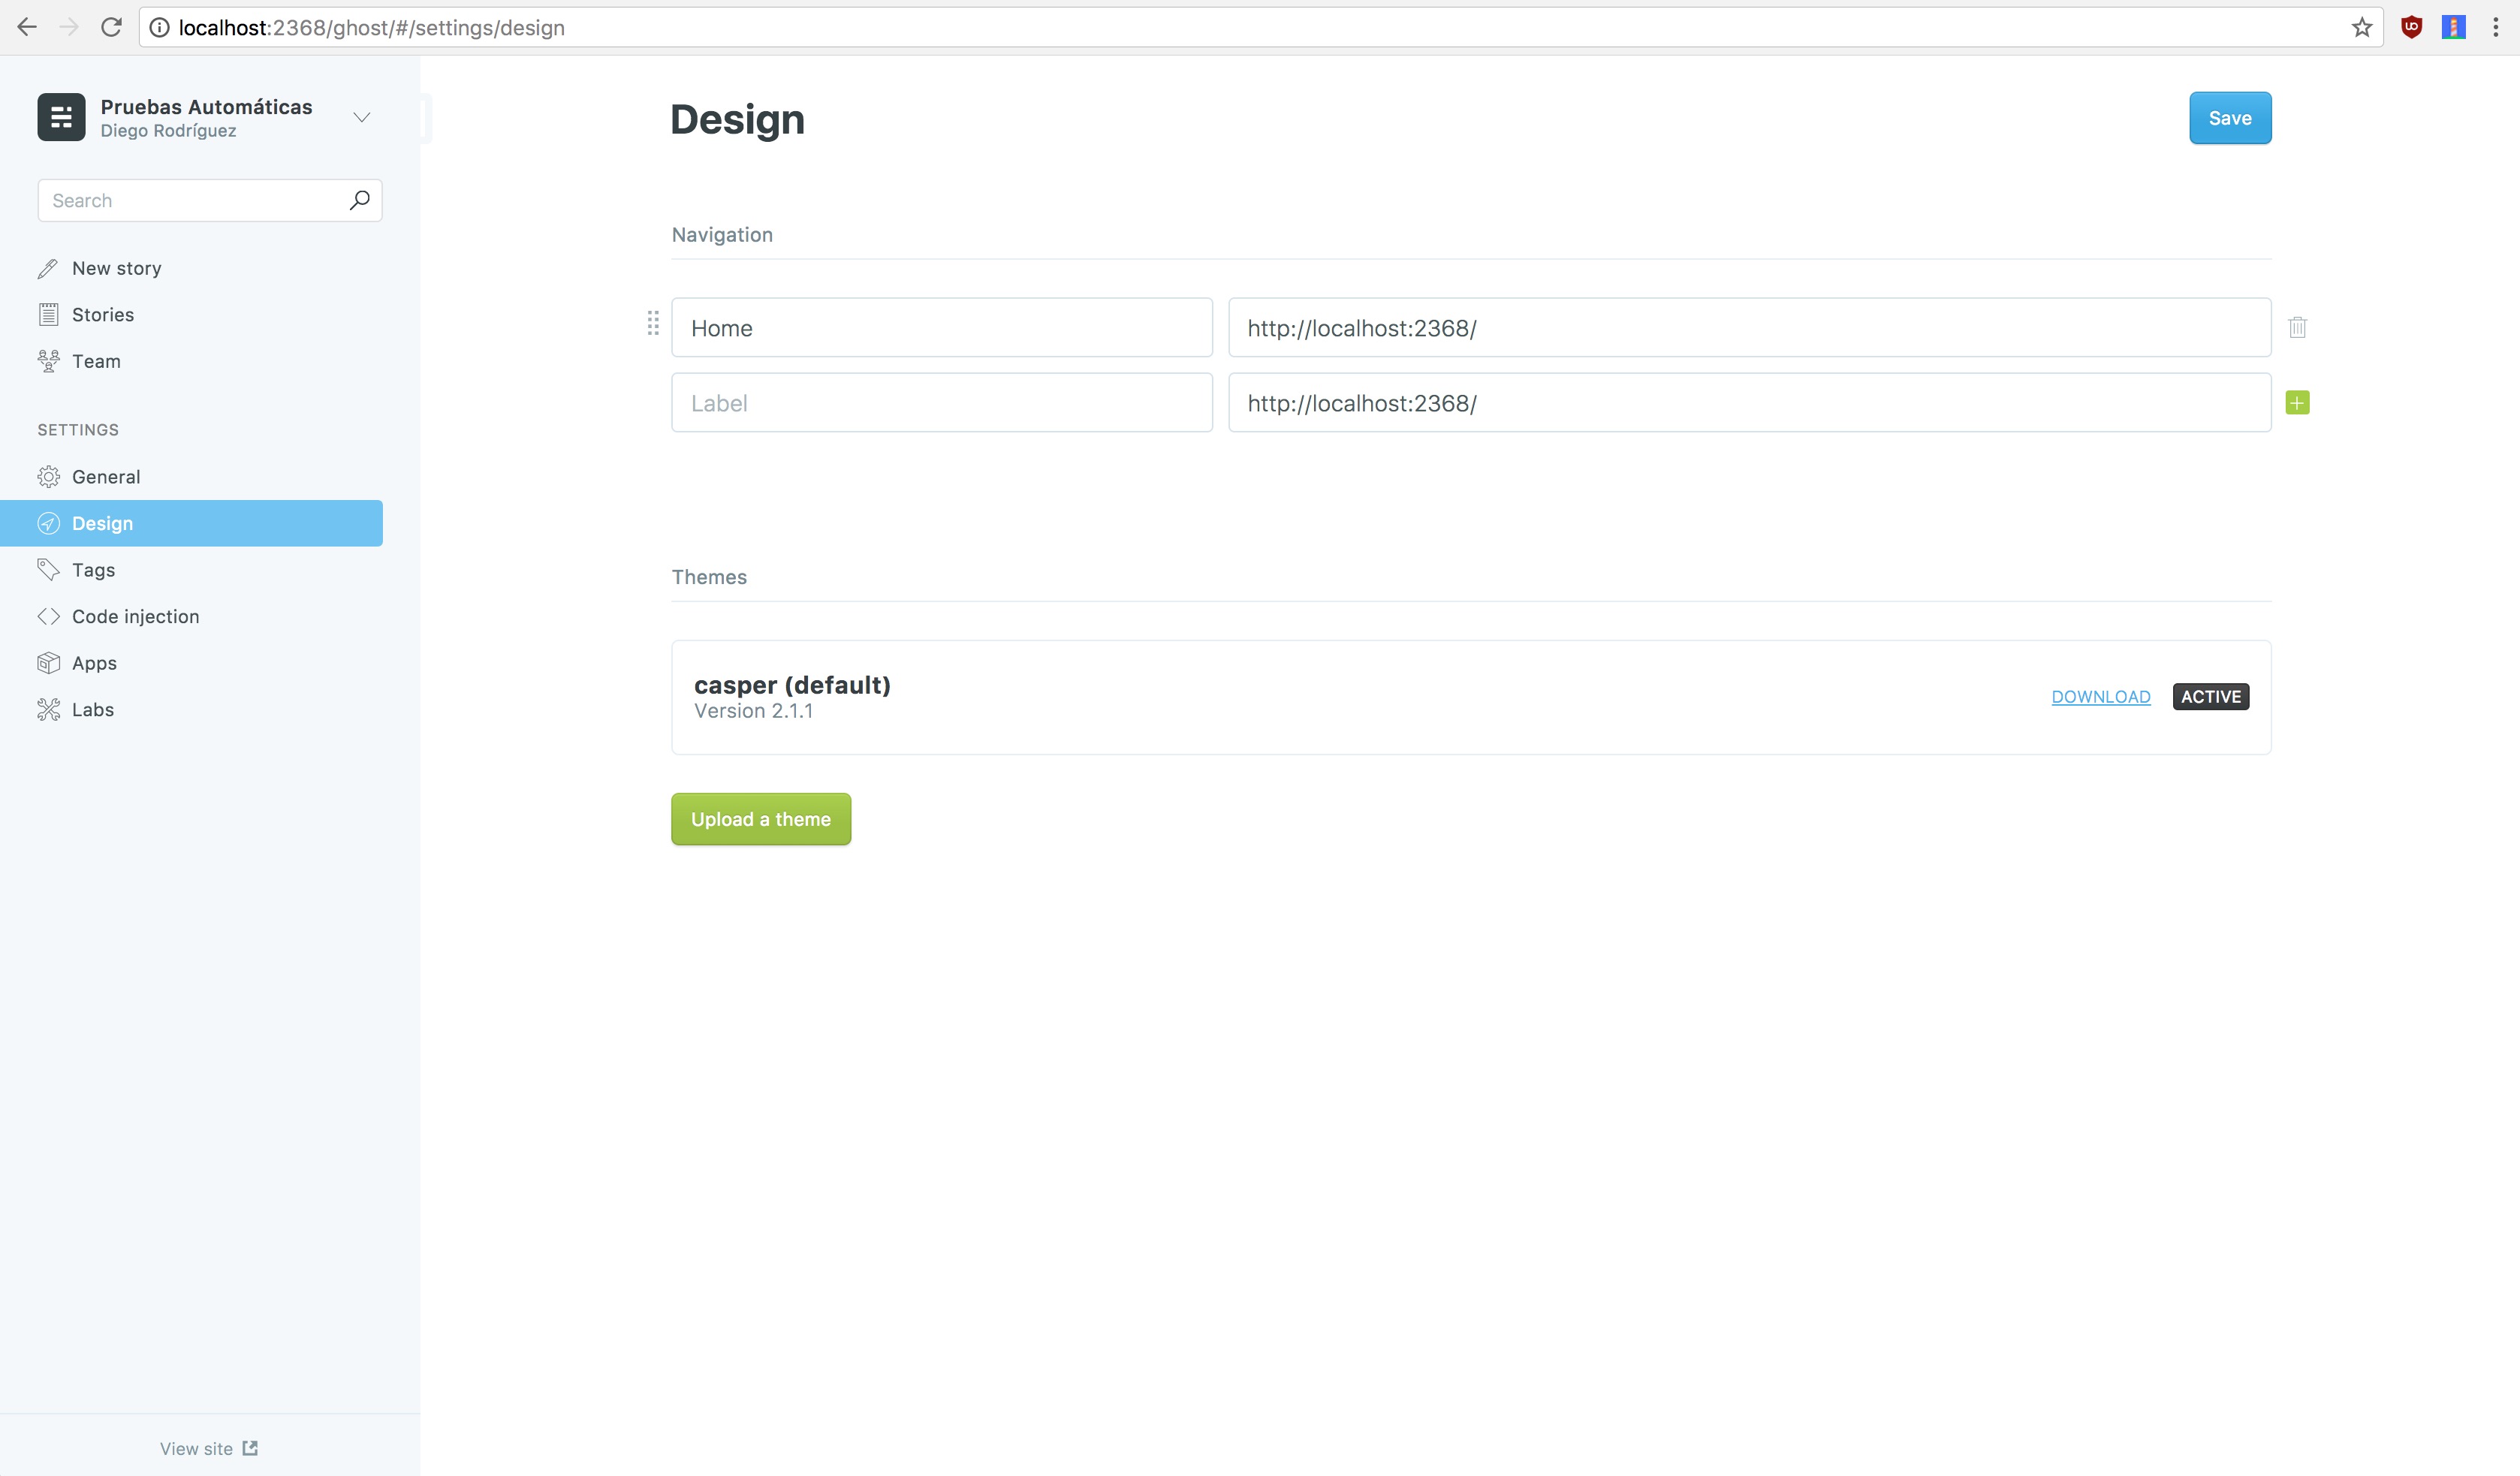 localhost:2368/ghost/#/settings/design
Pruebas Automáticas
Diego Rodríguez
Search
New story
Stories
Team
SETTINGS
General
Design
Tags
Code injection
Apps
Labs
View site
Design
Save
Navigation
Home http://localhost:2368/
Label http://localhost:2368/
Themes
casper (default)
Version 2.1.1
DOWNLOAD ACTIVE
Upload a theme